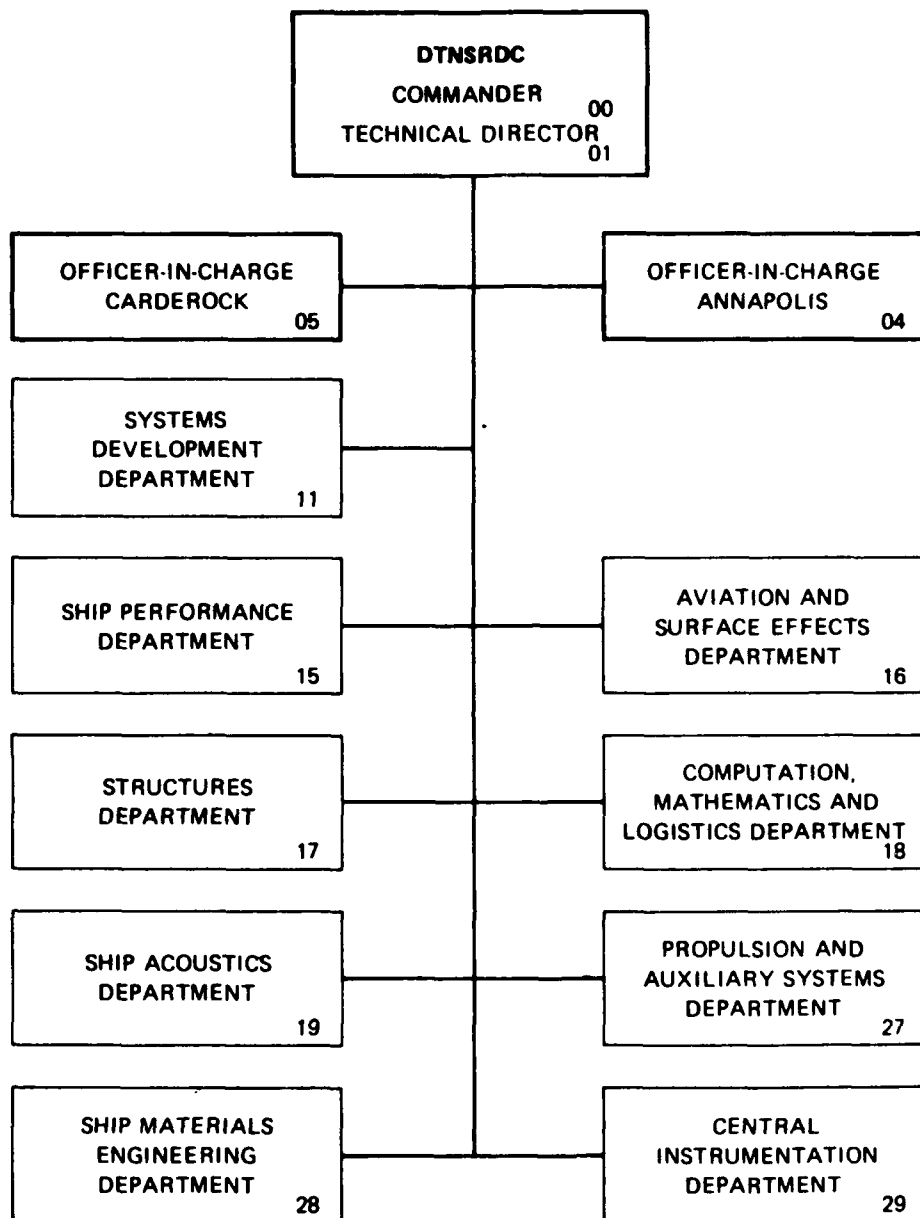 DTNSRDC
COMMANDER
00
TECHNICAL DIRECTOR
01
OFFICER-IN-CHARGE
CARDEROCK
05
OFFICER-IN-CHARGE
ANNAPOLIS
04
SYSTEMS
DEVELOPMENT
DEPARTMENT
11
SHIP PERFORMANCE
DEPARTMENT
15
AVIATION AND
SURFACE EFFECTS
DEPARTMENT
16
STRUCTURES
DEPARTMENT
17
COMPUTATION,
MATHEMATICS AND
LOGISTICS DEPARTMENT
18
SHIP ACOUSTICS
DEPARTMENT
19
PROPULSION AND
AUXILIARY SYSTEMS
DEPARTMENT
27
SHIP MATERIALS
ENGINEERING
DEPARTMENT
28
CENTRAL
INSTRUMENTATION
DEPARTMENT
29